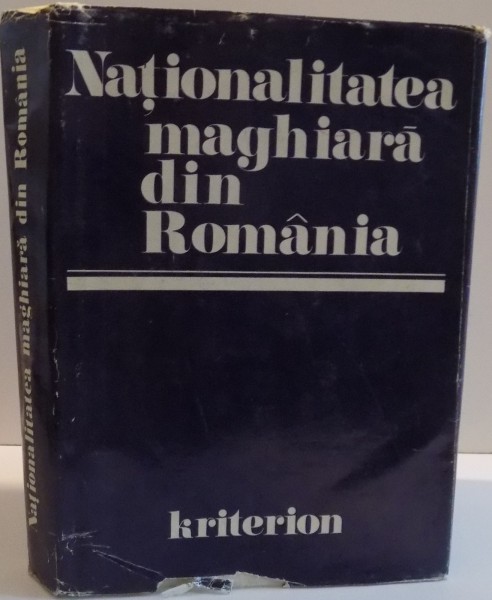 Naționalitatea
maghiară
din
România
kriterion
Naționalitatea maghiară din România